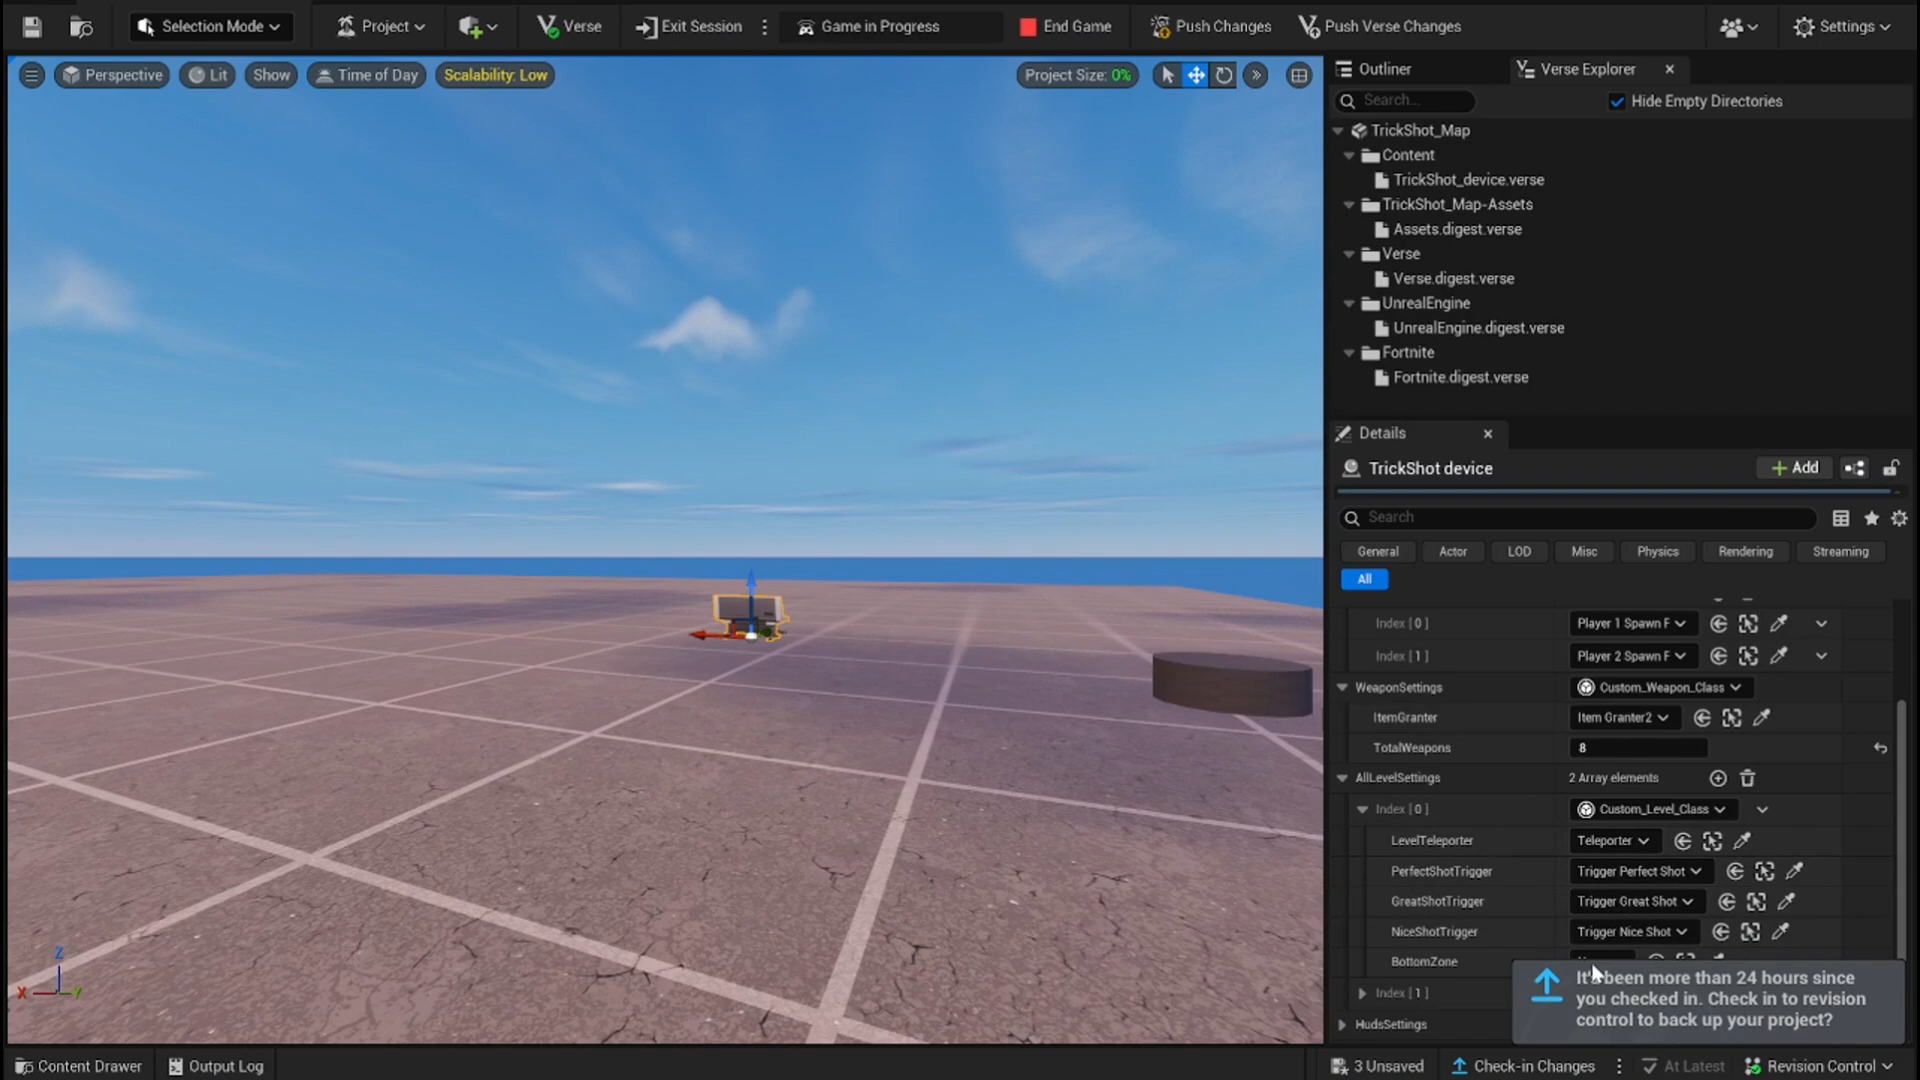 Selection Mode
Project
Verse
Exit Session
Game in Progress
End Game
Push Changes
Push Verse Changes
Settings
Perspective
Lit
Show
Time of Day
Scalability: Low
Project Size: 0%
Outliner
Verse Explorer
Search...
Hide Empty Directories
TrickShot_Map
Content
TrickShot_device.verse
TrickShot_Map-Assets
Assets.digest.verse
Verse
Verse.digest.verse
UnrealEngine
UnrealEngine.digest.verse
Fortnite
Fortnite.digest.verse
Details
TrickShot device
Add
Search
General
Actor
LOD
Misc
Physics
Rendering
Streaming
All
Index [ 0 ]
Player 1 Spawn F
Index [ 1 ]
Player 2 Spawn F
WeaponSettings
Custom_Weapon_Class
ItemGranter
Item Granter2
TotalWeapons
8
AllLevelSettings
2 Array elements
Index [ 0 ]
Custom_Level_Class
LevelTeleporter
Teleporter
PerfectShotTrigger
Trigger Perfect Shot
GreatShotTrigger
Trigger Great Shot
NiceShotTrigger
Trigger Nice Shot
BottomZone
Index [ 1 ]
HudsSettings
It's been more than 24 hours since
you checked in. Check in to revision
control to back up your project?
X
Y
Z
Content Drawer
Output Log
3 Unsaved
Check-in Changes
At Latest
Revision Control